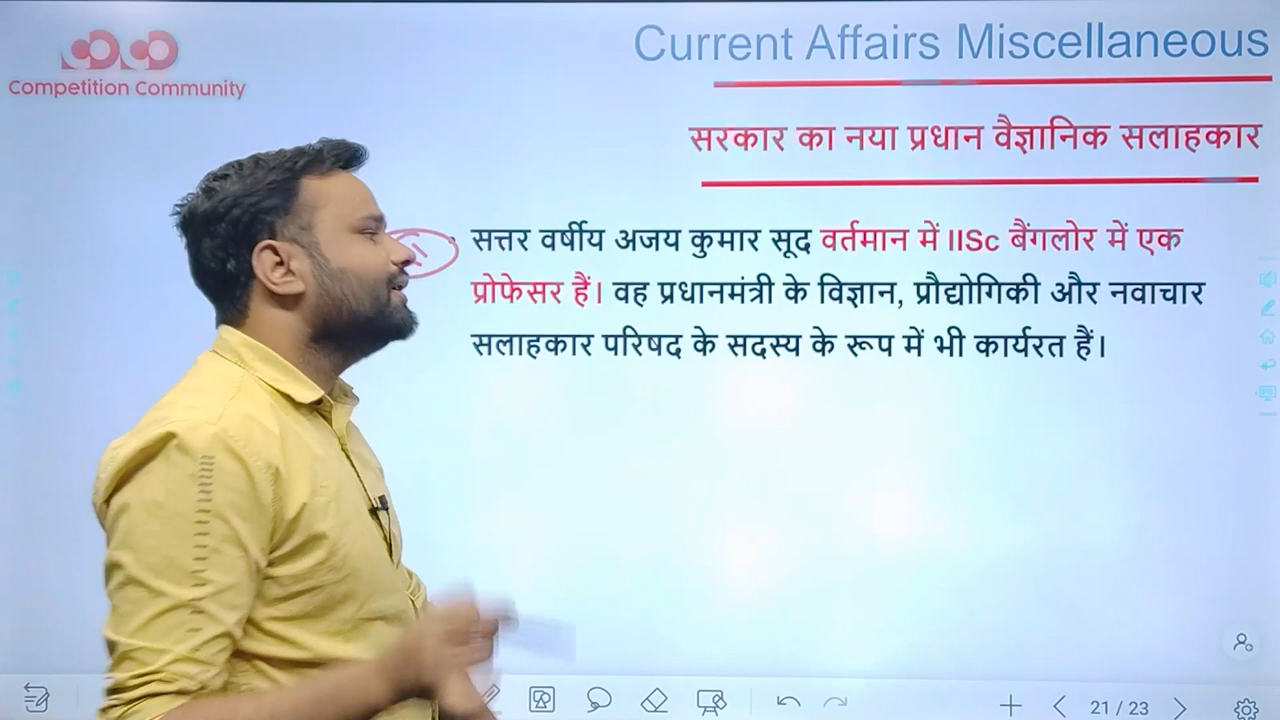 Competition Community
Current Affairs Miscellaneous
सरकार का नया प्रधान वैज्ञानिक सलाहकार
सत्तर वर्षीय अजय कुमार सूद वर्तमान में IISc बैंगलोर में एक
प्रोफेसर हैं। वह प्रधानमंत्री के विज्ञान, प्रौद्योगिकी और नवाचार
सलाहकार परिषद के सदस्य के रूप में भी कार्यरत हैं।
21 / 23